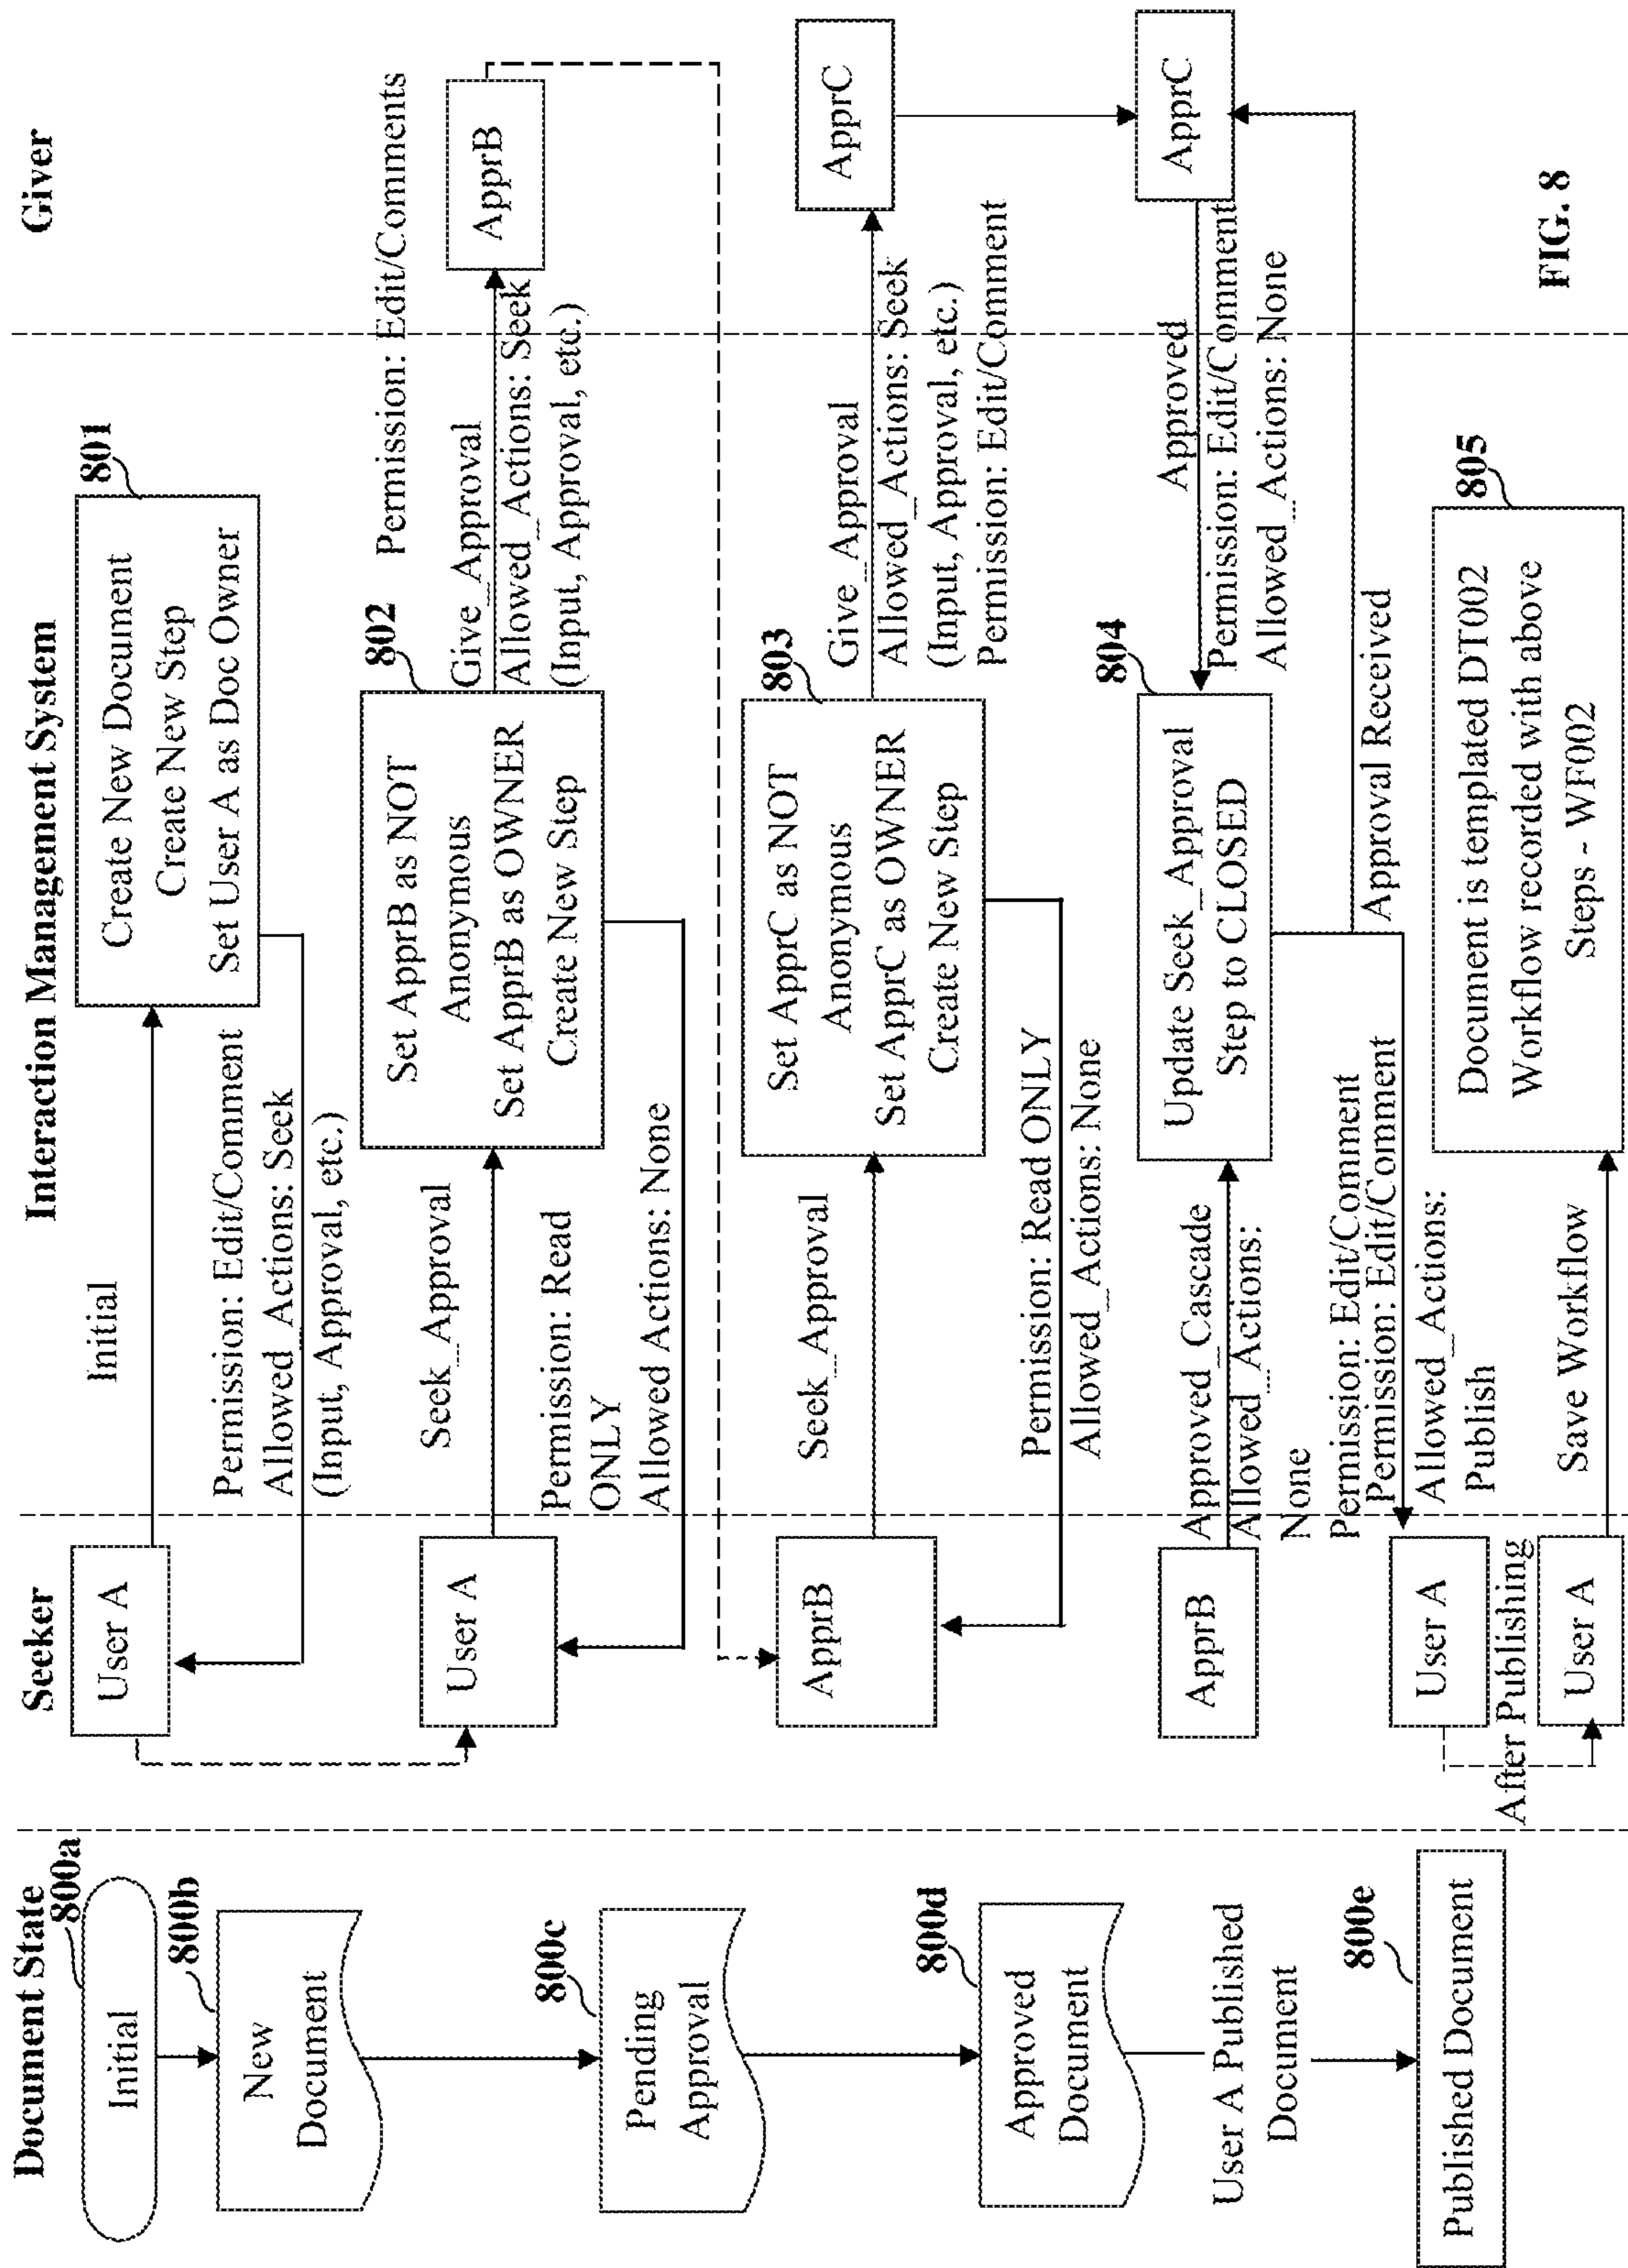 Document State
Seeker
Interaction Management System
Giver
800a
Initial
800b
New
Document
800c
Pending
Approval
800d
Approved
Document
User A Published
Document
800e
Published Document
User A
Initial
801
Create New Document
Create New Step
Set User A as Doc Owner
Permission: Edit/Comment
Allowed_Actions: Seek
(Input, Approval, etc.)
User A
Seek_Approval
802
Set ApprB as NOT
Anonymous
Set ApprB as OWNER
Create New Step
Permission: Read
ONLY
Allowed Actions: None
Permission: Edit/Comments
Give_Approval
Allowed_Actions: Seek
(Input, Approval, etc.)
ApprB
ApprB
Seek_Approval
803
Set ApprC as NOT
Anonymous
Set ApprC as OWNER
Create New Step
Permission: Read ONLY
Allowed_Actions: None
Give_Approval
Allowed_Actions: Seek
(Input, Approval, etc.)
Permission: Edit/Comment
ApprC
ApprB
Approved_Cascade
Allowed_Actions:
None
Permission: Edit/Comment
804
Update Seek_Approval
Step to CLOSED
Approved
Permission: Edit/Comment
Allowed_Actions: None
ApprC
Approval Received
User A
Permission: Edit/Comment
Allowed_Actions:
Publish
After Publishing
User A
Save Workflow
805
Document is templated DT002
Workflow recorded with above
Steps - WF002
FIG. 8